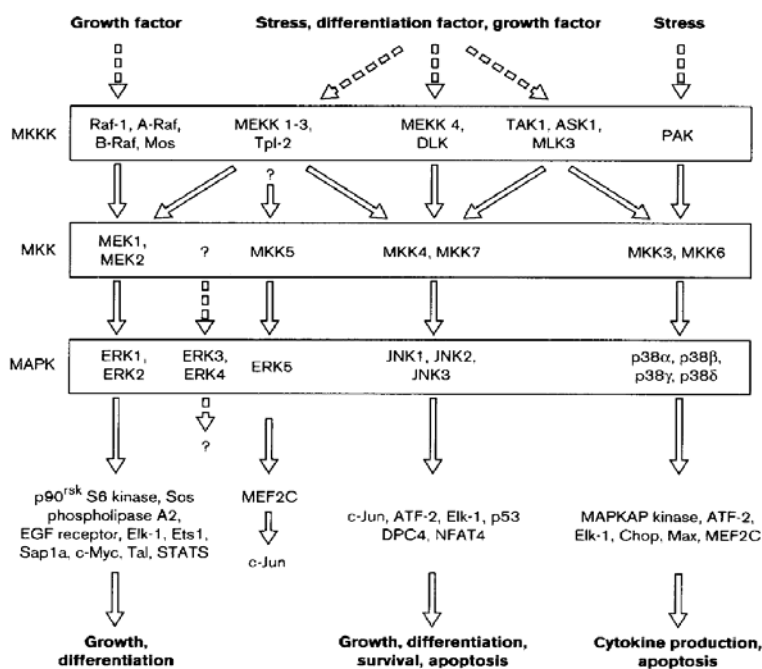 Growth factor
Stress, differentiation factor, growth factor
Stress
MKKK
Raf-1, A-Raf,
B-Raf, Mos
MEKK 1-3,
Tpl-2
MEKK 4,
DLK
TAK1, ASK1,
MLK3
PAK
?
MKK
MEK1,
MEK2
?
MKK5
MKK4, MKK7
MKK3, MKK6
MAPK
ERK1,
ERK2
ERK3,
ERK4
ERK5
JNK1, JNK2,
JNK3
p38α, p38β,
p38γ, p38δ
?
p90rsk S6 kinase, Sos
phospholipase A2,
EGF receptor, Elk-1, Ets1,
Sap1a, c-Myc, Tal, STATS
MEF2C
c-Jun
c-Jun, ATF-2, Elk-1, p53
DPC4, NFAT4
MAPKAP kinase, ATF-2,
Elk-1, Chop, Max, MEF2C
Growth,
differentiation
Growth, differentiation,
survival, apoptosis
Cytokine production,
apoptosis